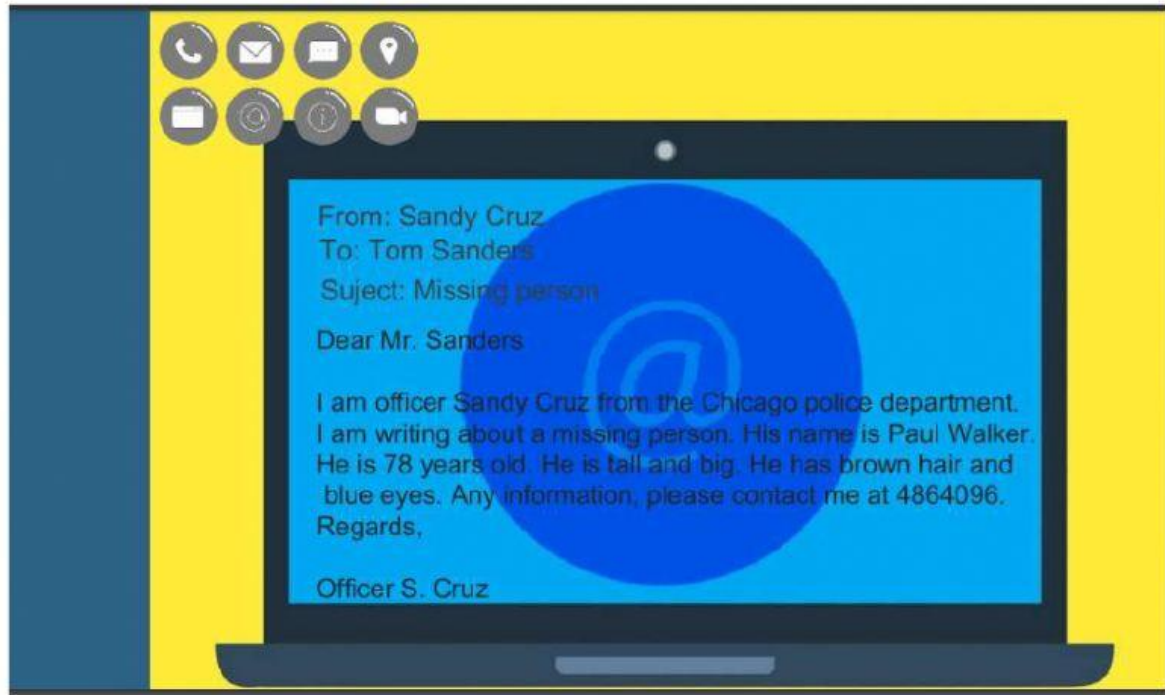 From: Sandy Cruz
To: Tom Sanders
Suject: Missing person
Dear Mr. Sanders
I am officer Sandy Cruz from the Chicago police department.
I am writing about a missing person. His name is Paul Walker.
He is 78 years old. He is tall and big. He has brown hair and
blue eyes. Any information, please contact me at 4864096.
Regards,
Officer S. Cruz